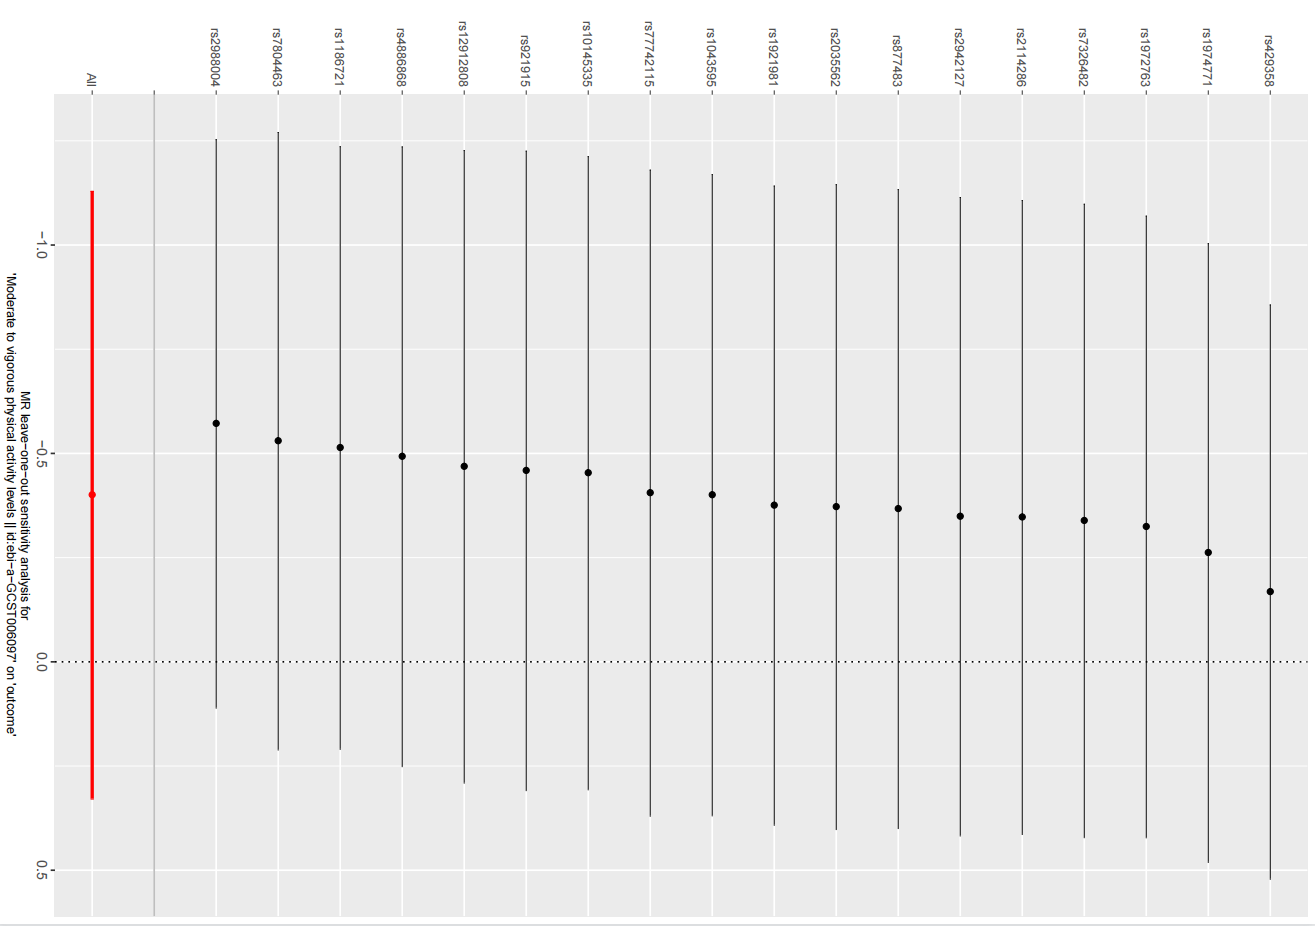 rs429358
rs1974771
rs1972763
rs7326482
rs2114286
rs2942127
rs877483
rs2035562
rs1921981
rs1043595
rs77742115
rs10145335
rs921915
rs12912808
rs4886868
rs1186721
rs7804463
rs2988004
All
−1.0 −0.5 0.0 0.5
MR leave−one−out sensitivity analysis for
'Moderate to vigorous physical activity levels || id:ebi−a−GCST006097' on 'outcome'